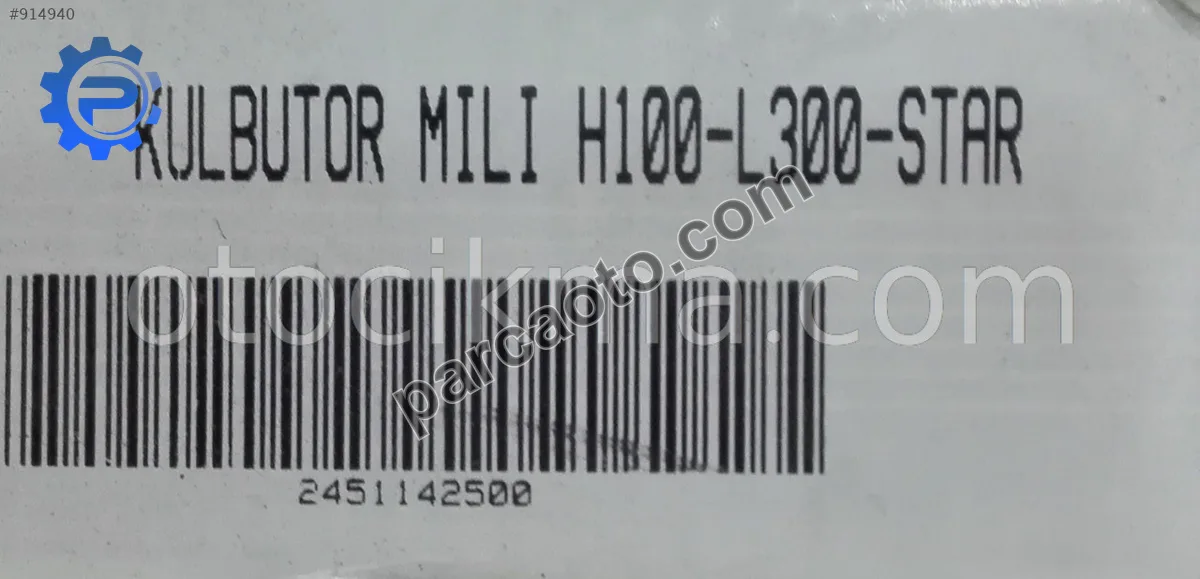 #914940
KULBUTOR MILI H100-L300-STAR
otocikma.com
parcaoto.com
2451142500